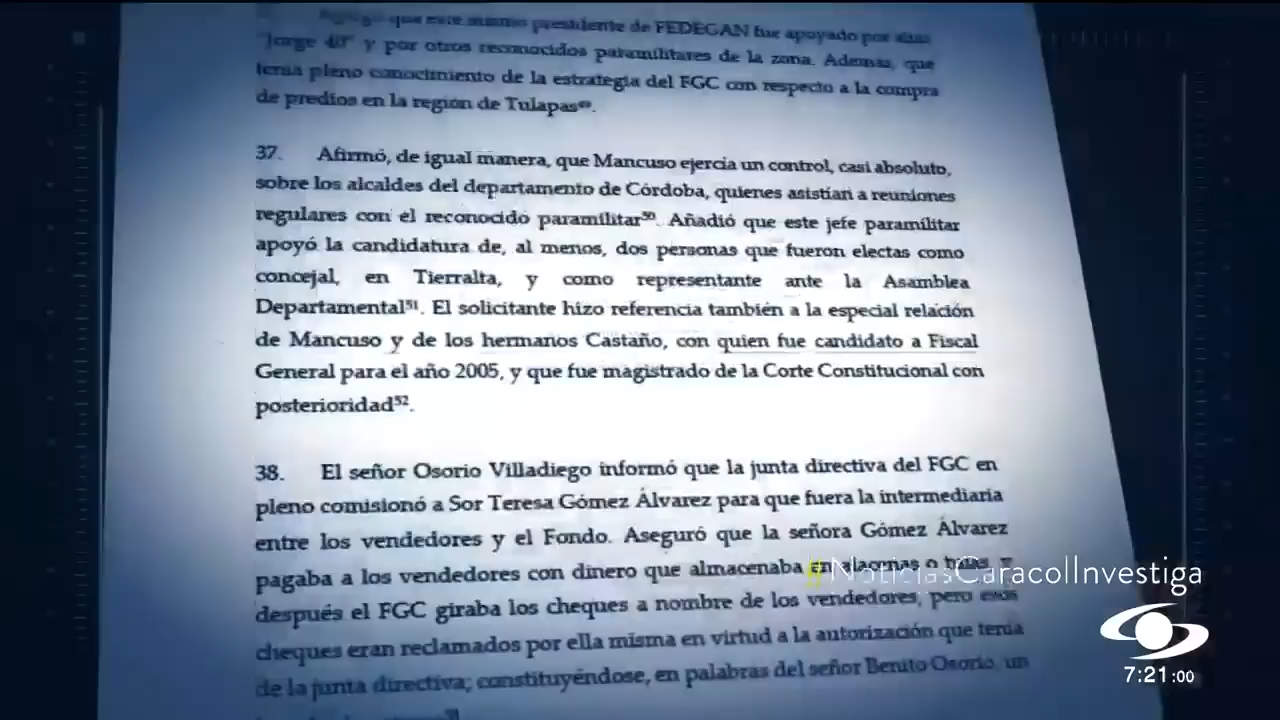 que este mismo presidente de FEDEGAN fue apoyado por alias
"Jorge 40" y por otros reconocidos paramilitares de la zona. Además, que
tenía pleno conocimiento de la estrategia del FGC con respecto a la compra
de predios en la región de Tulapas⁴⁹.
37. Afirmó, de igual manera, que Mancuso ejercía un control, casi absoluto,
sobre los alcaldes del departamento de Córdoba, quienes asistían a reuniones
regulares con el reconocido paramilitar⁵⁰. Añadió que este jefe paramilitar
apoyó la candidatura de, al menos, dos personas que fueron electas como
concejal, en Tierralta, y como representante ante la Asamblea
Departamental⁵¹. El solicitante hizo referencia también a la especial relación
de Mancuso y de los hermanos Castaño, con quien fue candidato a Fiscal
General para el año 2005, y que fue magistrado de la Corte Constitucional con
posterioridad⁵².
38. El señor Osorio Villadiego informó que la junta directiva del FGC en
pleno comisionó a Sor Teresa Gómez Álvarez para que fuera la intermediaria
entre los vendedores y el Fondo. Aseguró que la señora Gómez Álvarez
pagaba a los vendedores con dinero que almacenaba en alacenas o
#NoticiasCaracolInvestiga
después el FGC giraba los cheques a nombre de los vendedores, pero esos
cheques eran reclamados por ella misma en virtud a la autorización que tenía
de la junta directiva; constituyéndose, en palabras del señor Benito Osorio, un
7:21:00